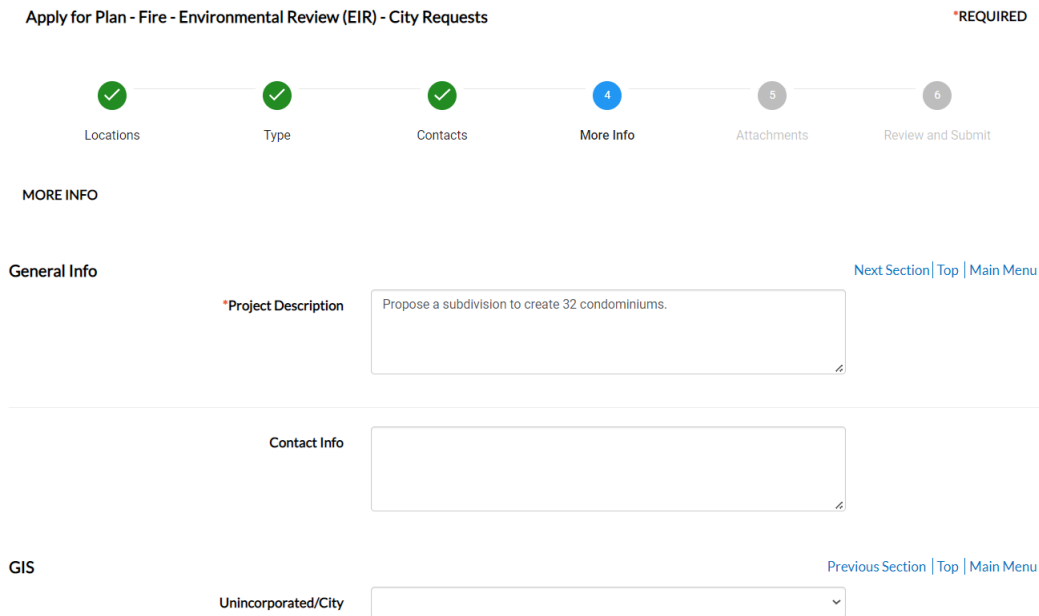 Apply for Plan - Fire - Environmental Review (EIR) - City Requests *REQUIRED
4 5 6
Locations Type Contacts More Info Attachments Review and Submit
MORE INFO
General Info Next Section | Top | Main Menu
*Project Description Propose a subdivision to create 32 condominiums.
Contact Info
GIS Previous Section | Top | Main Menu
Unincorporated/City